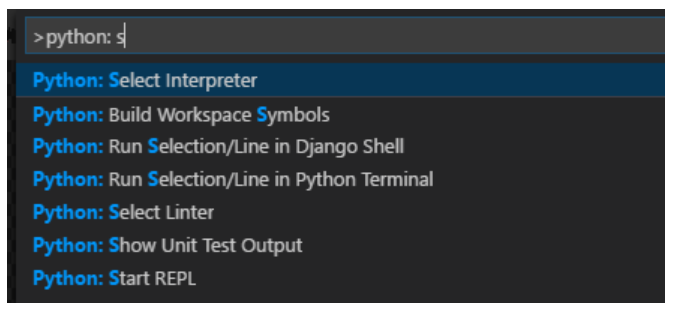 >python: s
Python: Select Interpreter
Python: Build Workspace Symbols
Python: Run Selection/Line in Django Shell
Python: Run Selection/Line in Python Terminal
Python: Select Linter
Python: Show Unit Test Output
Python: Start REPL